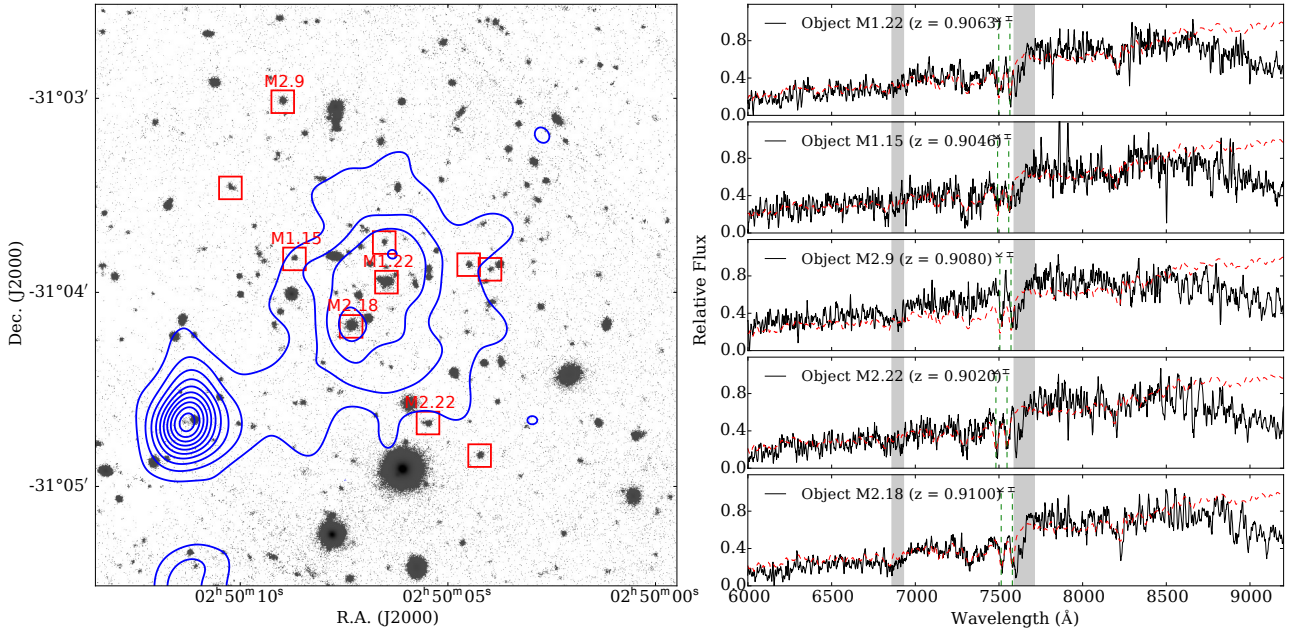 M2.9
M1.15
M1.22
M2.18
M2.22
-31°03′
-31°04′
-31°05′
Dec. (J2000)
02ʰ50ᵐ10ˢ
02ʰ50ᵐ05ˢ
02ʰ50ᵐ00ˢ
R.A. (J2000)
Relative Flux
Object M1.22 (z = 0.9063)
K H
0.8
0.4
0.0
Object M1.15 (z = 0.9046)
K H
0.8
0.4
0.0
Object M2.9 (z = 0.9080)
K H
0.8
0.4
0.0
Object M2.22 (z = 0.9020)
K H
0.8
0.4
0.0
Object M2.18 (z = 0.9100)
K H
0.8
0.4
0.0
6000 6500 7000 7500 8000 8500 9000
Wavelength (Å)